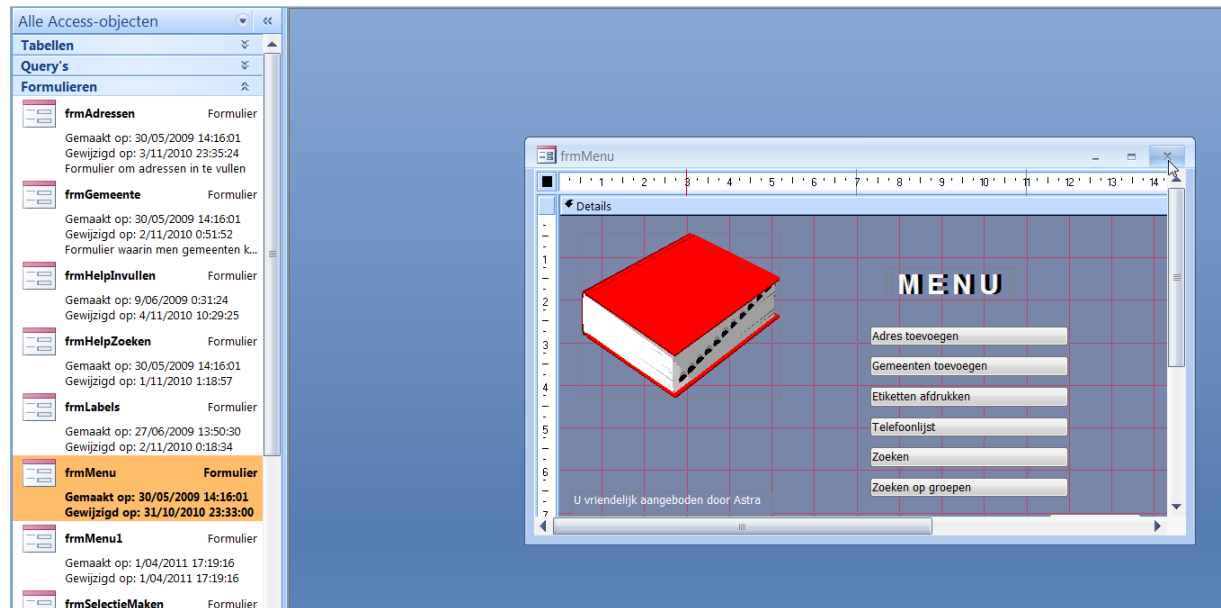 Alle Access-objecten
Tabellen
Query's
Formulieren
frmAdressen Formulier
Gemaakt op: 30/05/2009 14:16:01
Gewijzigd op: 3/11/2010 23:35:24
Formulier om adressen in te vullen
frmGemeente Formulier
Gemaakt op: 30/05/2009 14:16:01
Gewijzigd op: 2/11/2010 0:51:52
Formulier waarin men gemeenten k...
frmHelpInvullen Formulier
Gemaakt op: 9/06/2009 0:31:24
Gewijzigd op: 4/11/2010 10:29:25
frmHelpZoeken Formulier
Gemaakt op: 30/05/2009 14:16:01
Gewijzigd op: 1/11/2010 1:18:57
frmLabels Formulier
Gemaakt op: 27/06/2009 13:50:30
Gewijzigd op: 2/11/2010 0:18:34
frmMenu Formulier
Gemaakt op: 30/05/2009 14:16:01
Gewijzigd op: 31/10/2010 23:33:00
frmMenu1 Formulier
Gemaakt op: 1/04/2011 17:19:16
Gewijzigd op: 1/04/2011 17:19:16
frmSelectieMaken Formulier
frmMenu
1 2 3 4 5 6 7 8 9 10 11 12 13 14
Details
1
2
3
4
5
6
7
MENU
Adres toevoegen
Gemeenten toevoegen
Etiketten afdrukken
Telefoonlijst
Zoeken
Zoeken op groepen
U vriendelijk aangeboden door Astra